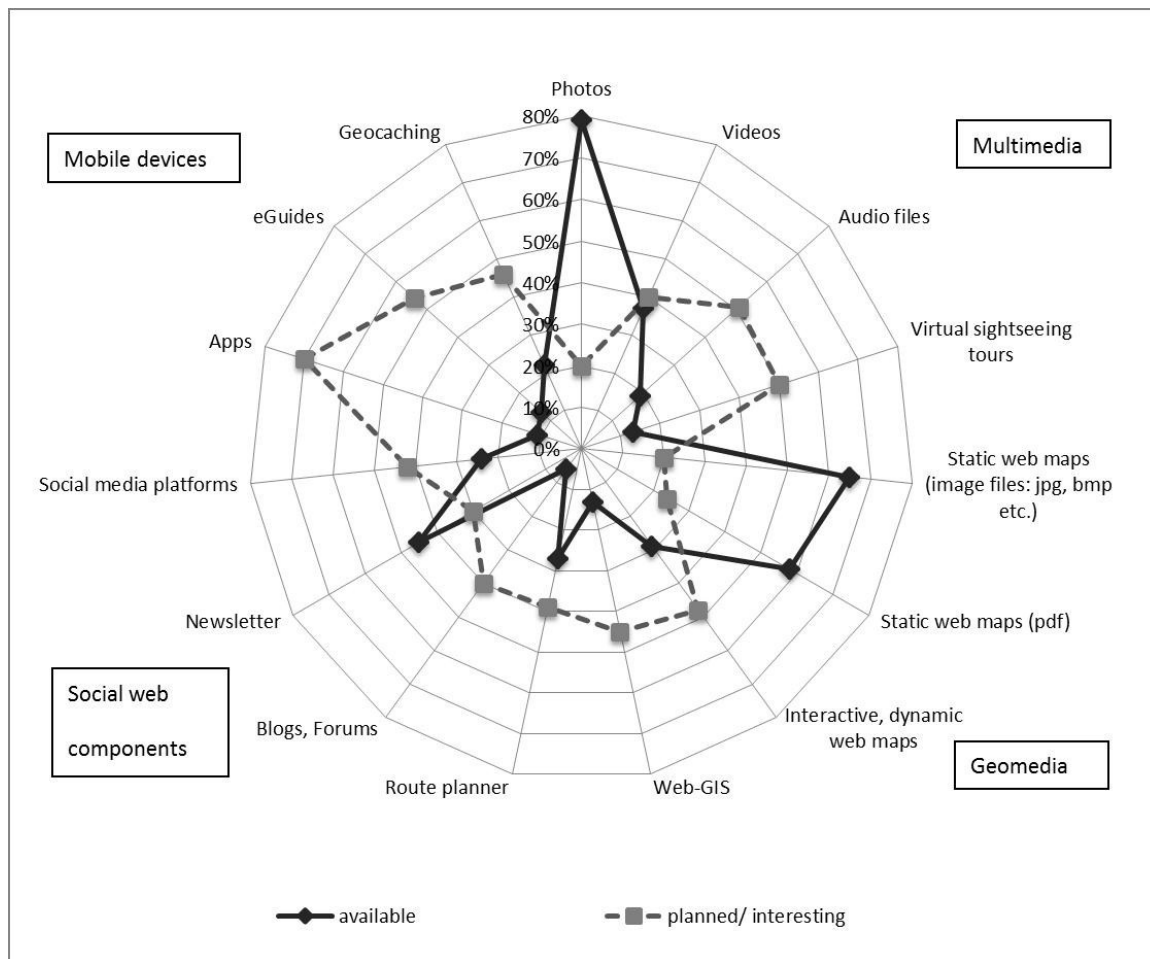 Photos
Geocaching
Videos
Mobile devices
Multimedia
eGuides
Audio files
Apps
Virtual sightseeing
tours
80%
70%
60%
50%
40%
30%
20%
10%
0%
Social media platforms
Static web maps
(image files: jpg, bmp
etc.)
Newsletter
Static web maps (pdf)
Social web
components
Blogs, Forums
Interactive, dynamic
web maps
Geomedia
Route planner
Web-GIS
available
planned/ interesting